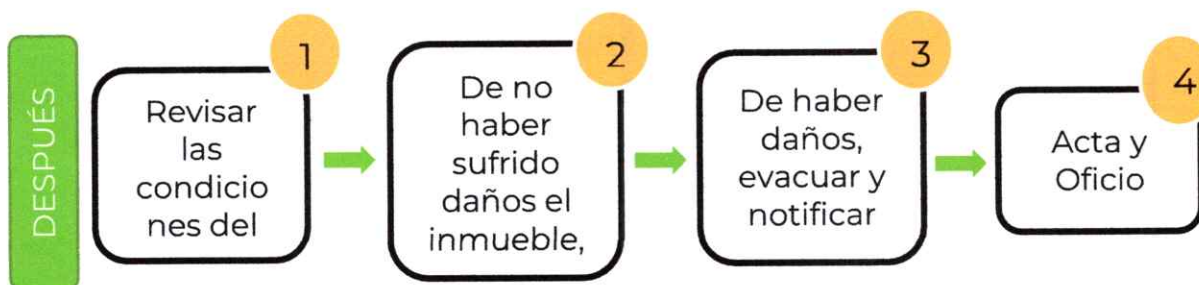 DESPUÉS
1
Revisar
las
condicio
nes del
2
De no
haber
sufrido
daños el
inmueble,
3
De haber
daños,
evacuar y
notificar
4
Acta y
Oficio